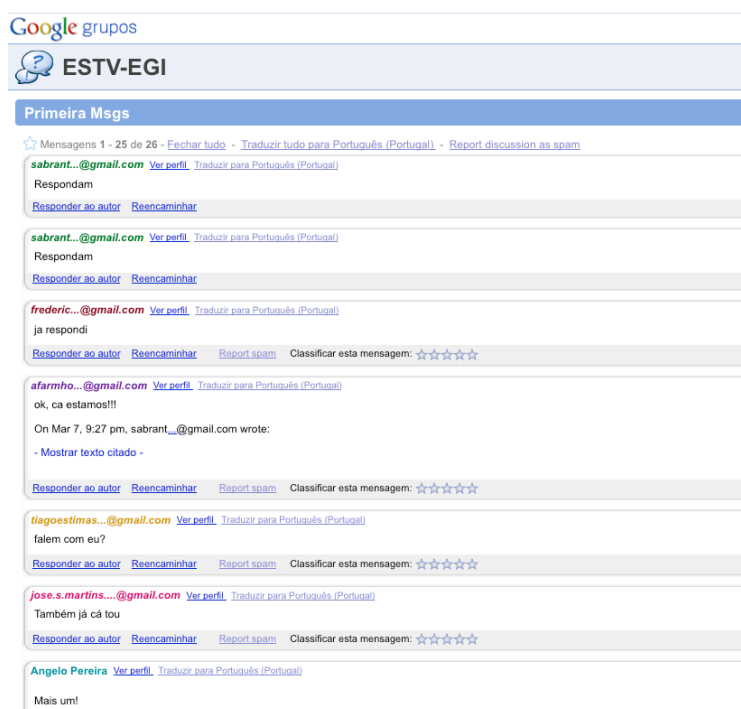 Google grupos
ESTV-EGI
Primeira Msgs
Mensagens 1 - 25 de 26 - Fechar tudo - Traduzir tudo para Português (Portugal) - Report discussion as spam
sabrant...@gmail.com Ver perfil Traduzir para Português (Portugal)
Respondam
Responder ao autor Reencaminhar
sabrant...@gmail.com Ver perfil Traduzir para Português (Portugal)
Respondam
Responder ao autor Reencaminhar
frederic...@gmail.com Ver perfil Traduzir para Português (Portugal)
ja respondi
Responder ao autor Reencaminhar Report spam Classificar esta mensagem:
afarmho...@gmail.com Ver perfil Traduzir para Português (Portugal)
ok, ca estamos!!!
On Mar 7, 9:27 pm, sabrant...@gmail.com wrote:
- Mostrar texto citado -
Responder ao autor Reencaminhar Report spam Classificar esta mensagem:
tiagoestimas...@gmail.com Ver perfil Traduzir para Português (Portugal)
falem com eu?
Responder ao autor Reencaminhar Report spam Classificar esta mensagem:
jose.s.martins....@gmail.com Ver perfil Traduzir para Português (Portugal)
Também já cá tou
Responder ao autor Reencaminhar Report spam Classificar esta mensagem:
Angelo Pereira Ver perfil Traduzir para Português (Portugal)
Mais um!